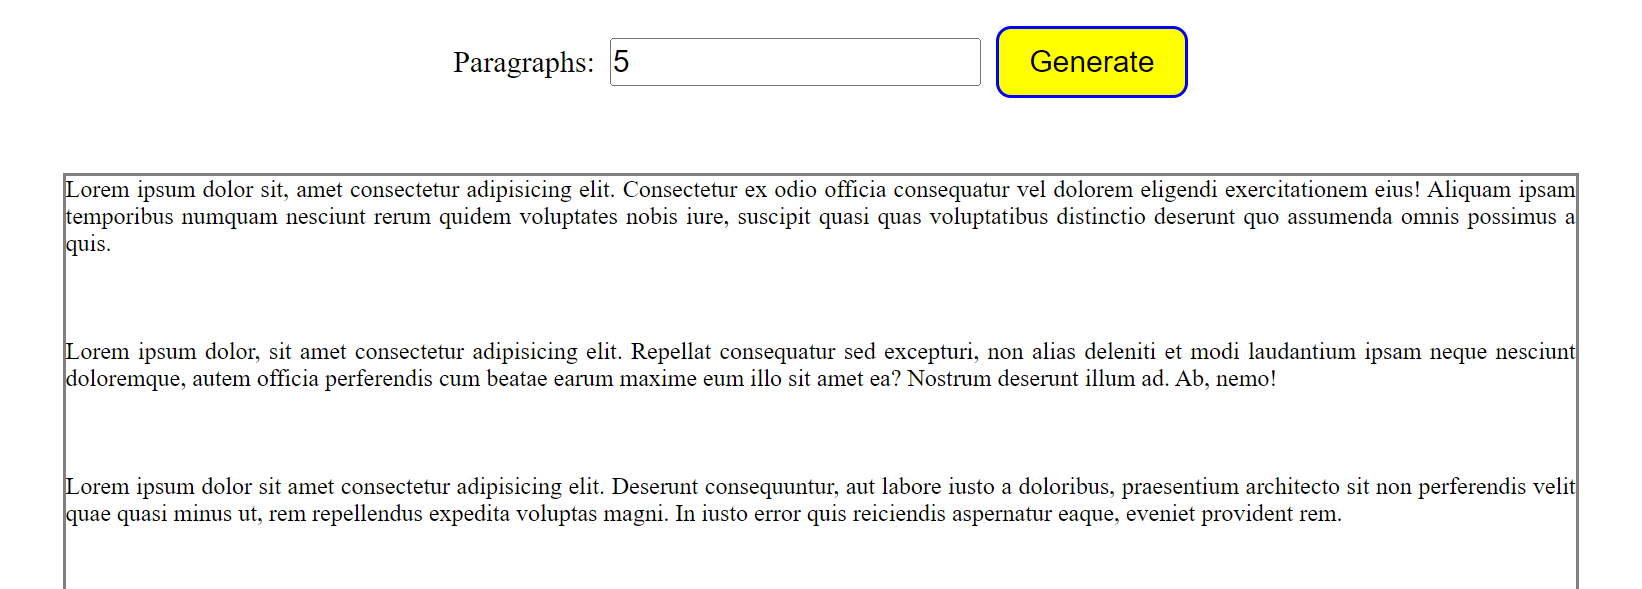 Paragraphs: 5 Generate
Lorem ipsum dolor sit, amet consectetur adipisicing elit. Consectetur ex odio officia consequatur vel dolorem eligendi exercitationem eius! Aliquam ipsam
temporibus numquam nesciunt rerum quidem voluptates nobis iure, suscipit quasi quas voluptatibus distinctio deserunt quo assumenda omnis possimus a
quis.
Lorem ipsum dolor, sit amet consectetur adipisicing elit. Repellat consequatur sed excepturi, non alias deleniti et modi laudantium ipsam neque nesciunt
doloremque, autem officia perferendis cum beatae earum maxime eum illo sit amet ea? Nostrum deserunt illum ad. Ab, nemo!
Lorem ipsum dolor sit amet consectetur adipisicing elit. Deserunt consequuntur, aut labore iusto a doloribus, praesentium architecto sit non perferendis velit
quae quasi minus ut, rem repellendus expedita voluptas magni. In iusto error quis reiciendis aspernatur eaque, eveniet provident rem.